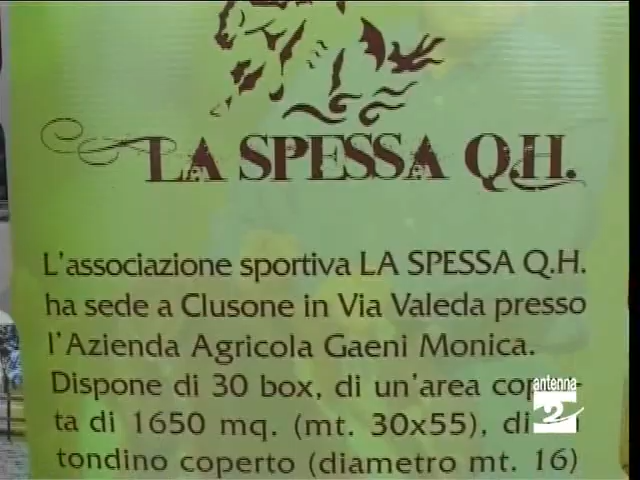 LA SPESSA Q.H.
L'associazione sportiva LA SPESSA Q.H.
ha sede a Clusone in Via Valeda presso
l'Azienda Agricola Gaeni Monica.
Dispone di 30 box, di un'area
ta di 1650 mq. (mt. 30x55), di
tondino coperto (diametro mt. 16)
antenna
2